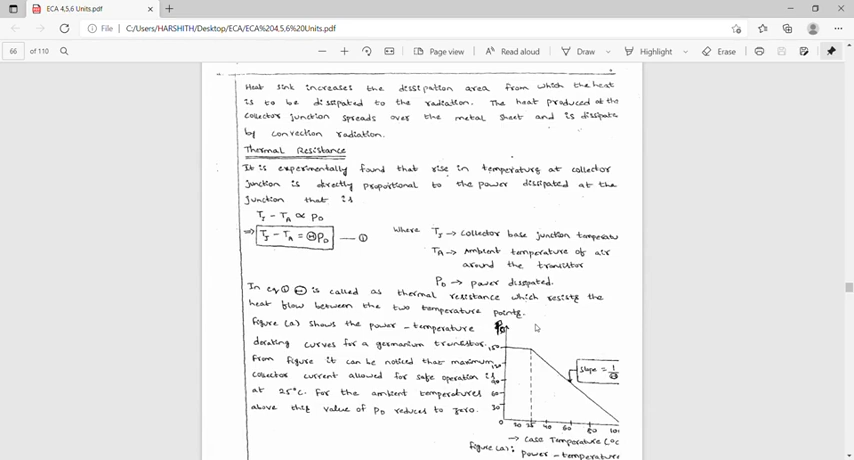 ECA 4,5,6 Units.pdf
File
C:/Users/HARSHITH/Desktop/ECA/ECA%204,5,6%20Units.pdf
66 of 110
Page view
Read aloud
Draw
Highlight
Erase
Heat sink increases the dissipation area from which the heat
is to be dissipated to the radiation. The heat produced at the
collector junction spreads over the metal sheet and is dissipate
by convection radiation.
Thermal Resistance
It is experimentally found that rise in temperature at collector
junction is directly proportional to the power dissipated at the
junction that is
TJ - TA ∝ PD
⇒ TJ - TA = ΘPD — ①
Where TJ → Collector base junction temperatu
TA → Ambient temperature of air
around the transistor
PD → power dissipated.
In eq ① Θ is called as thermal resistance which resists the
heat flow between the two temperature points.
figure (a) shows the power - temperature
derating curves for a germanium transistor.
From figure it can be noticed that maximum
collector current allowed for safe operation is
at 25°C. For the ambient temperatures
above this value of PD reduces to zero.
PD
150
120
90
60
30
0 20 25 40 60 80 100
slope = 1/Θ
→ Case Temperature (°C
figure (a): power - temperature